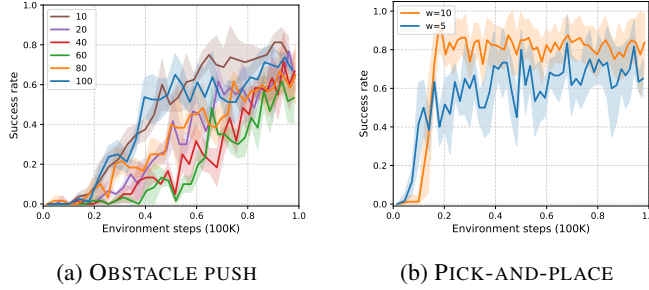 10
20
40
60
80
100
Success rate
0.8
0.6
0.4
0.2
0.0
0.0 0.2 0.4 0.6 0.8 1.0
Environment steps (100K)
(a) OBSTACLE PUSH
w=10
w=5
Success rate
1.0
0.8
0.6
0.4
0.2
0.0
0.0 0.2 0.4 0.6 0.8 1.0
Environment steps (100K)
(b) PICK-AND-PLACE